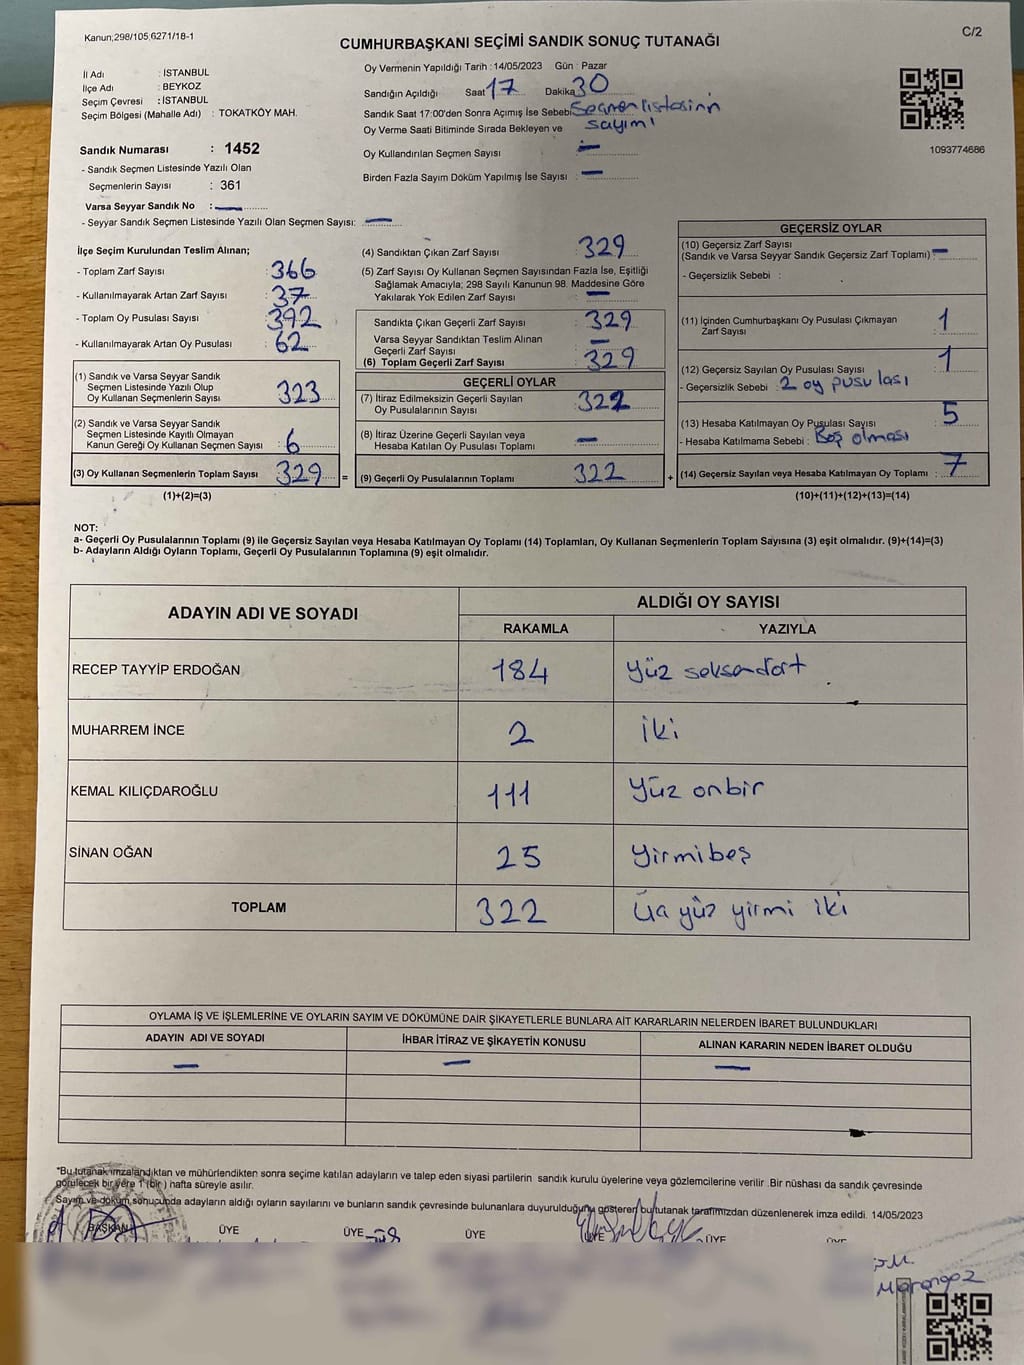 Kanun;298/105,6271/18-1
C/2
CUMHURBAŞKANI SEÇİMİ SANDIK SONUÇ TUTANAĞI
İl Adı : İSTANBUL
İlçe Adı : BEYKOZ
Seçim Çevresi : İSTANBUL
Seçim Bölgesi (Mahalle Adı) : TOKATKÖY MAH.
Oy Vermenin Yapıldığı Tarih : 14/05/2023 Gün : Pazar
Sandığın Açıldığı Saat 17 Dakika 30
Sandık Saat 17:00'den Sonra Açımış İse Sebebi Seçmen listesinin
sayımı
Oy Verme Saati Bitiminde Sırada Bekleyen ve
Oy Kullandırılan Seçmen Sayısı : —
Birden Fazla Sayım Döküm Yapılmış İse Sayısı : —
1093774686
Sandık Numarası : 1452
- Sandık Seçmen Listesinde Yazılı Olan
Seçmenlerin Sayısı : 361
Varsa Seyyar Sandık No : —
- Seyyar Sandık Seçmen Listesinde Yazılı Olan Seçmen Sayısı: —
İlçe Seçim Kurulundan Teslim Alınan;
- Toplam Zarf Sayısı : 366
- Kullanılmayarak Artan Zarf Sayısı : 37
- Toplam Oy Pusulası Sayısı : 392
- Kullanılmayarak Artan Oy Pusulası : 62
(1) Sandık ve Varsa Seyyar Sandık
Seçmen Listesinde Yazılı Olup
Oy Kullanan Seçmenlerin Sayısı : 323
(2) Sandık ve Varsa Seyyar Sandık
Seçmen Listesinde Kayıtlı Olmayan
Kanun Gereği Oy Kullanan Seçmen Sayısı : 6
(3) Oy Kullanan Seçmenlerin Toplam Sayısı : 329 =
(1)+(2)=(3)
(4) Sandıktan Çıkan Zarf Sayısı : 329
(5) Zarf Sayısı Oy Kullanan Seçmen Sayısından Fazla İse, Eşitliği
Sağlamak Amacıyla; 298 Sayılı Kanunun 98. Maddesine Göre
Yakılarak Yok Edilen Zarf Sayısı : —
Sandıkta Çıkan Geçerli Zarf Sayısı : 329
Varsa Seyyar Sandıktan Teslim Alınan
Geçerli Zarf Sayısı : —
(6) Toplam Geçerli Zarf Sayısı : 329
GEÇERLİ OYLAR
(7) İtiraz Edilmeksizin Geçerli Sayılan
Oy Pusulalarının Sayısı : 322
(8) İtiraz Üzerine Geçerli Sayılan veya
Hesaba Katılan Oy Pusulası Toplamı : —
(9) Geçerli Oy Pusulalarının Toplamı : 322 +
GEÇERSİZ OYLAR
(10) Geçersiz Zarf Sayısı
(Sandık ve Varsa Seyyar Sandık Geçersiz Zarf Toplamı) : —
- Geçersizlik Sebebi :
(11) İçinden Cumhurbaşkanı Oy Pusulası Çıkmayan
Zarf Sayısı : 1
(12) Geçersiz Sayılan Oy Pusulası Sayısı : 1
- Geçersizlik Sebebi : 2 oy pusulası
(13) Hesaba Katılmayan Oy Pusulası Sayısı : 5
- Hesaba Katılmama Sebebi : Boş olması
(14) Geçersiz Sayılan veya Hesaba Katılmayan Oy Toplamı : 7
(10)+(11)+(12)+(13)=(14)
NOT:
a- Geçerli Oy Pusulalarının Toplamı (9) ile Geçersiz Sayılan veya Hesaba Katılmayan Oy Toplamı (14) Toplamları, Oy Kullanan Seçmenlerin Toplam Sayısına (3) eşit olmalıdır. (9)+(14)=(3)
b- Adayların Aldığı Oyların Toplamı, Geçerli Oy Pusulalarının Toplamına (9) eşit olmalıdır.
ADAYIN ADI VE SOYADI
ALDIĞI OY SAYISI
RAKAMLA YAZIYLA
RECEP TAYYİP ERDOĞAN 184 Yüz seksendört
MUHARREM İNCE 2 iki
KEMAL KILIÇDAROĞLU 111 Yüz onbir
SİNAN OĞAN 25 Yirmibeş
TOPLAM 322 Üç yüz yirmi iki
OYLAMA İŞ VE İŞLEMLERİNE VE OYLARIN SAYIM VE DÖKÜMÜNE DAİR ŞİKAYETLERLE BUNLARA AİT KARARLARIN NELERDEN İBARET BULUNDUKLARI
ADAYIN ADI VE SOYADI İHBAR İTİRAZ VE ŞİKAYETİN KONUSU ALINAN KARARIN NEDEN İBARET OLDUĞU
— — —
*Bu tutanak imzalandıktan ve mühürlendikten sonra seçime katılan adayların ve talep eden siyasi partilerin sandık kurulu üyelerine veya gözlemcilerine verilir .Bir nüshası da sandık çevresinde
görülecek bir yere 1 (bir ) hafta süreyle asılır.
Sayım ve döküm sonucunda adayların aldığı oyların sayılarını ve bunların sandık çevresinde bulunanlara duyurulduğunu gösteren bu tutanak tarafımızdan düzenlenerek imza edildi. 14/05/2023
BAŞKAN ÜYE ÜYE ÜYE ÜYE ÜYE
Marangoz